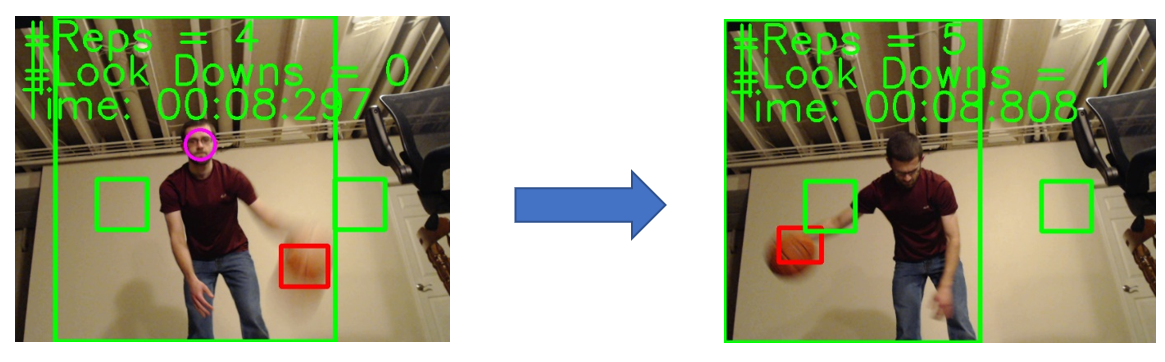 #Reps = 4
#Look Downs = 0
Time: 00:08:297
#Reps = 5
#Look Downs = 1
Time: 00:08:808